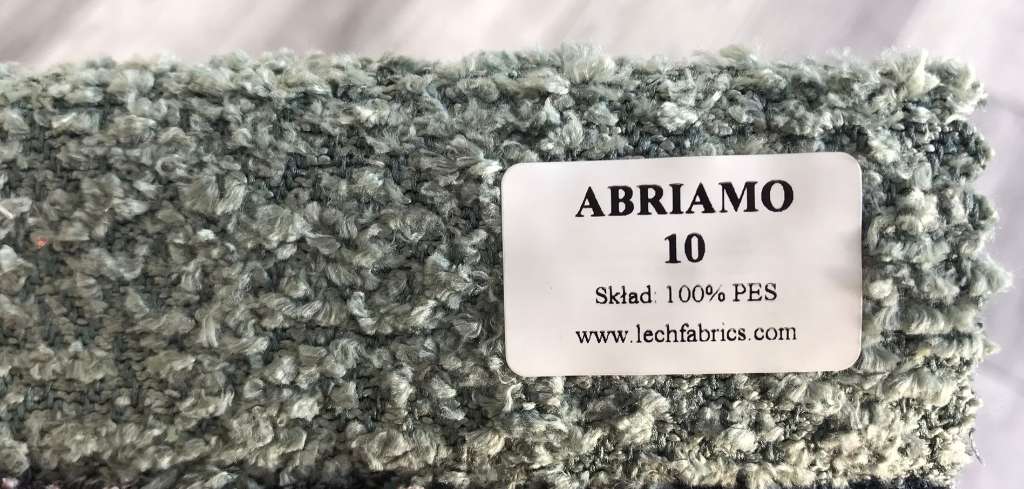 ABRIAMO
10
Skład: 100% PES
www.lechfabrics.com